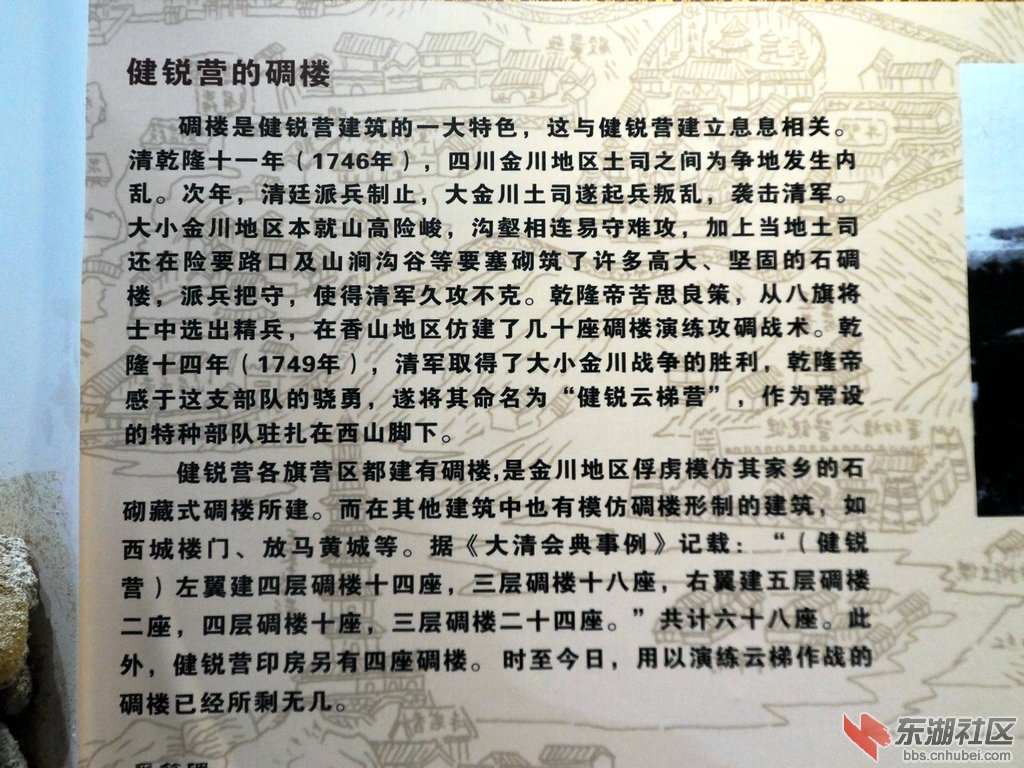 健锐营的碉楼
碉楼是健锐营建筑的一大特色，这与健锐营建立息息相关。
清乾隆十一年（1746年），四川金川地区土司之间为争地发生内
乱。次年，清廷派兵制止，大金川土司遂起兵叛乱，袭击清军。
大小金川地区本就山高险峻，沟壑相连易守难攻，加上当地土司
还在险要路口及山涧沟谷等要塞砌筑了许多高大、坚固的石碉
楼，派兵把守，使得清军久攻不克。乾隆帝苦思良策，从八旗将
士中选出精兵，在香山地区仿建了几十座碉楼演练攻碉战术。乾
隆十四年（1749年），清军取得了大小金川战争的胜利，乾隆帝
感于这支部队的骁勇，遂将其命名为“健锐云梯营”，作为常设
的特种部队驻扎在西山脚下。
健锐营各旗营区都建有碉楼,是金川地区俘虏模仿其家乡的石
砌藏式碉楼所建。而在其他建筑中也有模仿碉楼形制的建筑，如
西城楼门、放马黄城等。据《大清会典事例》记载：“（健锐
营）左翼建四层碉楼十四座，三层碉楼十八座，右翼建五层碉楼
二座，四层碉楼十座，三层碉楼二十四座。”共计六十八座。此
外，健锐营印房另有四座碉楼。时至今日，用以演练云梯作战的
碉楼已经所剩无几。
东湖社区
bbs.cnhubei.com